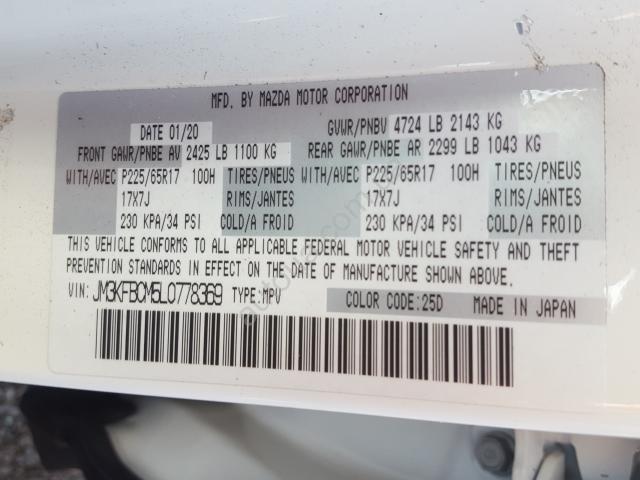 MFD. BY MAZDA MOTOR CORPORATION
DATE 01/20 GVWR/PNBV 4724 LB 2143 KG
FRONT GAWR/PNBE AV 2425 LB 1100 KG REAR GAWR/PNBE AR 2299 LB 1043 KG
WITH/AVEC P225/65R17 100H TIRES/PNEUS WITH/AVEC P225/65R17 100H TIRES/PNEUS
17X7J RIMS/JANTES 17X7J RIMS/JANTES
230 KPA/34 PSI COLD/A FROID 230 KPA/34 PSI COLD/A FROID
THIS VEHICLE CONFORMS TO ALL APPLICABLE FEDERAL MOTOR VEHICLE SAFETY AND THEFT
PREVENTION STANDARDS IN EFFECT ON THE DATE OF MANUFACTURE SHOWN ABOVE.
VIN: JM3KFBCM5L0778369 TYPE:MPV COLOR CODE:25D MADE IN JAPAN